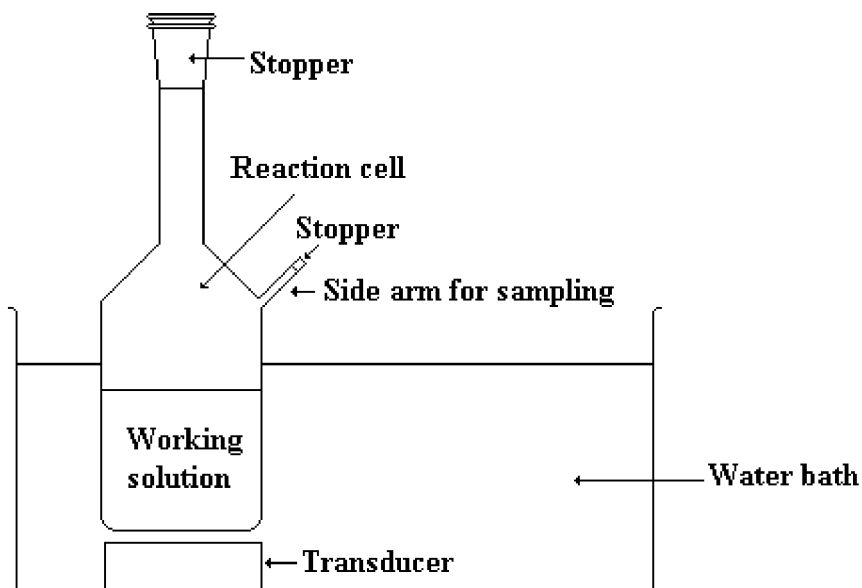 Stopper
Reaction cell
Stopper
Side arm for sampling
Working
solution
Water bath
Transducer